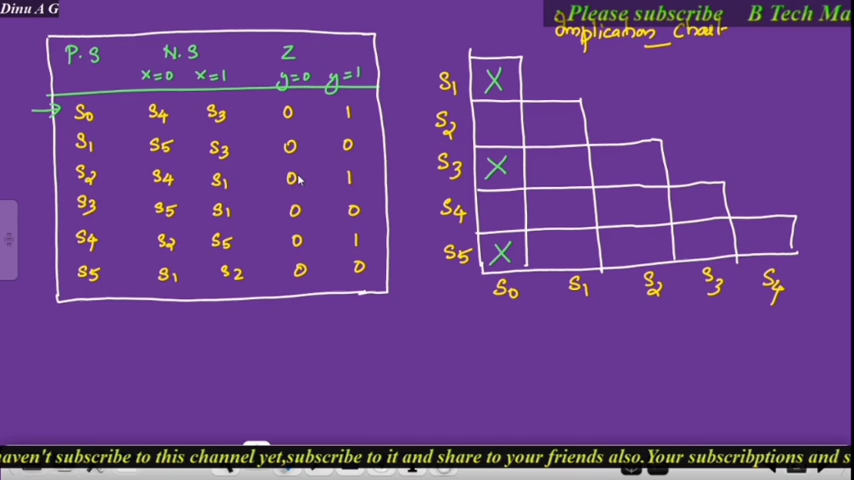 Dinu A G
Please subscribe B Tech Ma
Implication Chart
P.S N.S Z
x=0 x=1 y=0 y=1
→ S0 S4 S3 0 1
S1 S5 S3 0 0
S2 S4 S1 0 1
S3 S5 S1 0 0
S4 S2 S5 0 1
S5 S1 S2 0 0
S1 X
S2
S3 X
S4
S5 X
S0 S1 S2 S3 S4
haven't subscribe to this channel yet,subscribe to it and share to your friends also.Your subscribptions and s